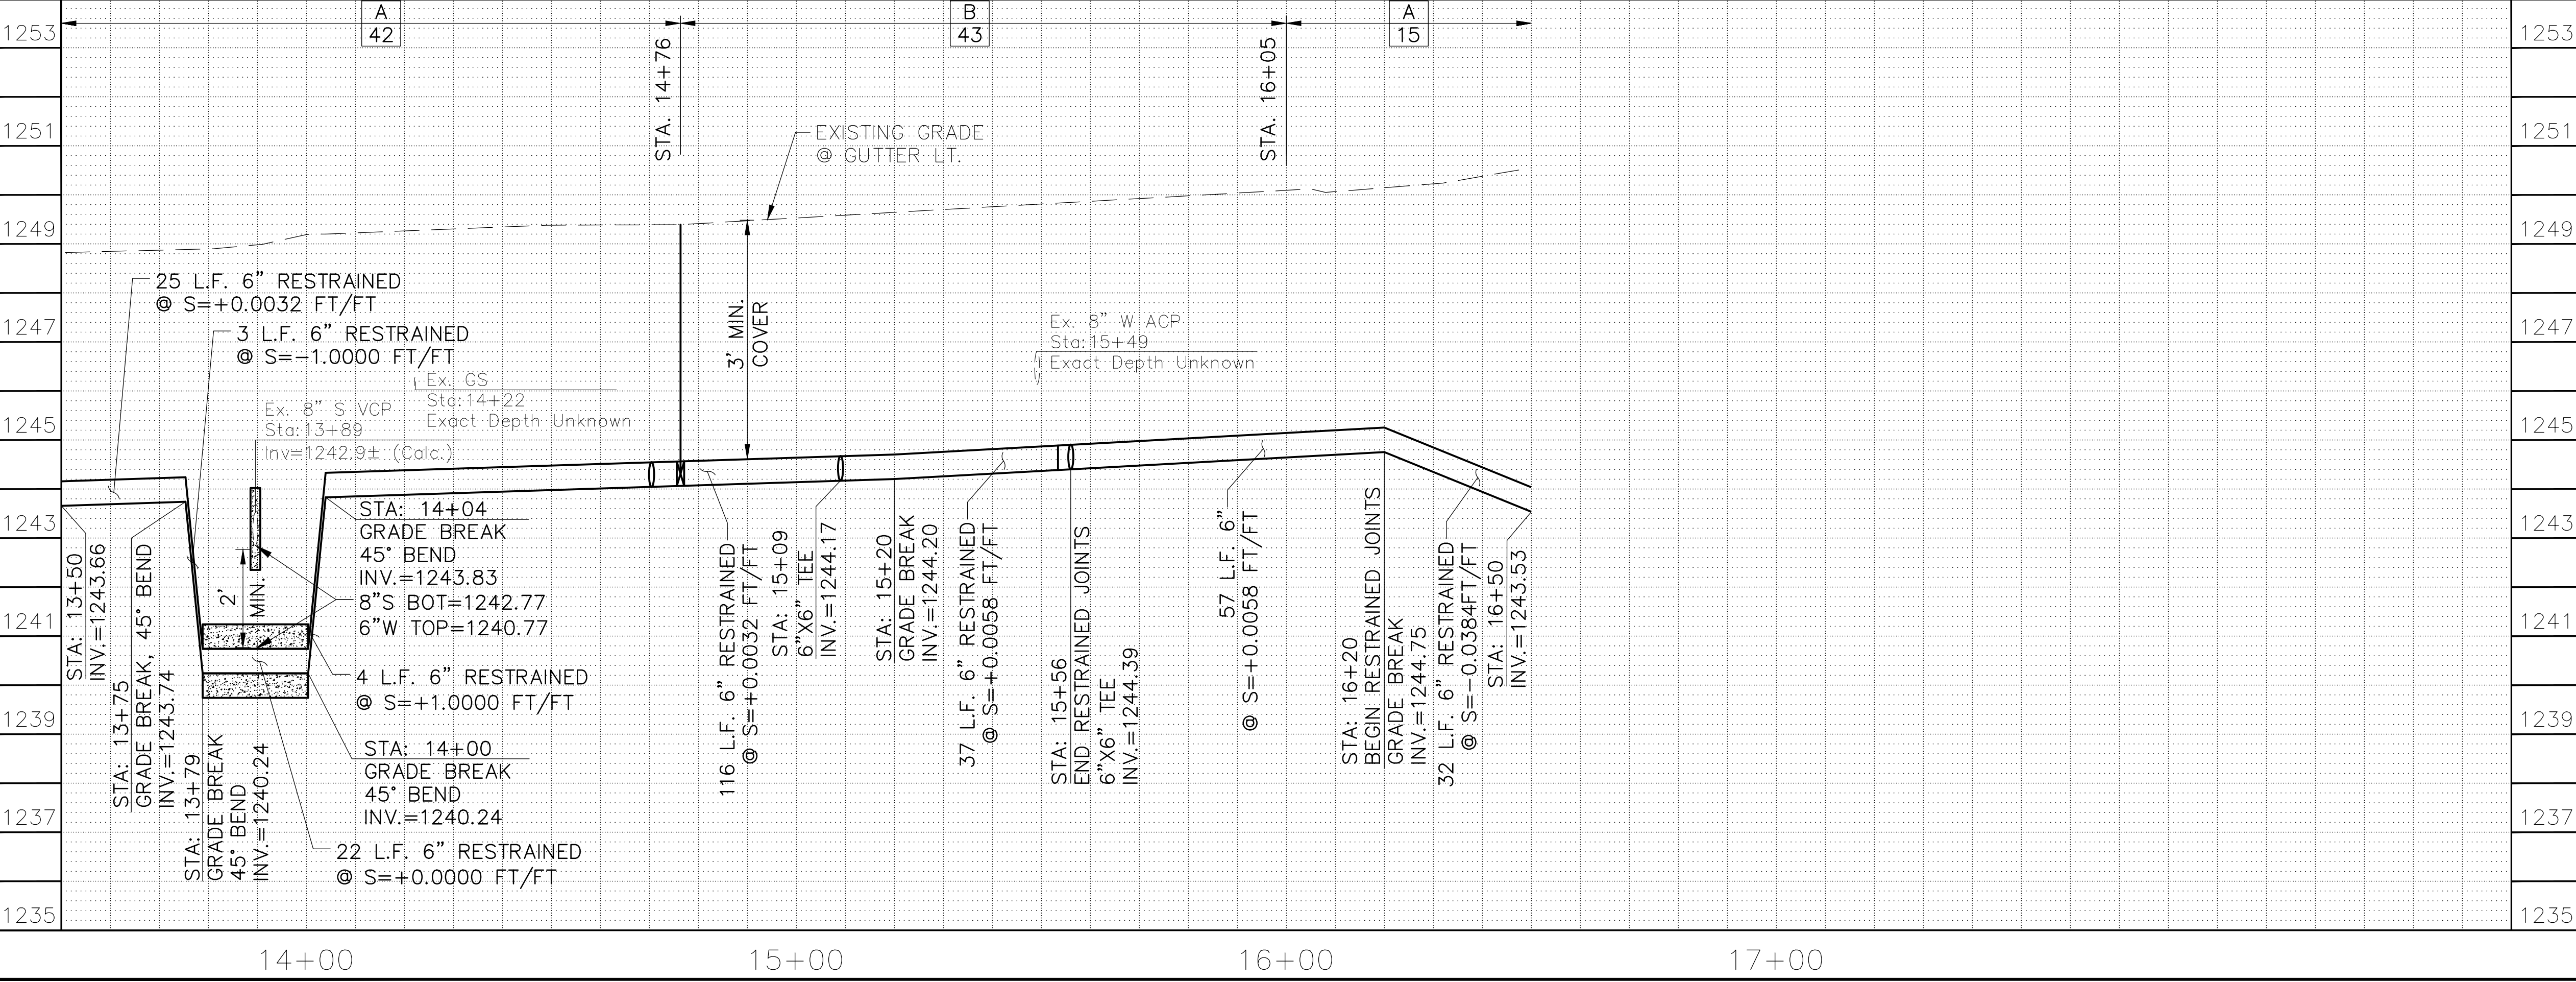 A
42
B
43
A
15
1253
1251
1249
1247
1245
1243
1241
1239
1237
1235
1253
1251
1249
1247
1245
1243
1241
1239
1237
1235
STA. 14+76
STA. 16+05
EXISTING GRADE
@ GUTTER LT.
25 L.F. 6" RESTRAINED
@ S=+0.0032 FT/FT
3 L.F. 6" RESTRAINED
@ S=-1.0000 FT/FT
Ex. GS
Sta:14+22
Exact Depth Unknown
Ex. 8" S VCP
Sta:13+89
Inv=1242.9± (Calc.)
3' MIN.
COVER
Ex. 8" W ACP
Sta:15+49
Exact Depth Unknown
STA: 13+50
INV.=1243.66
STA: 13+75
GRADE BREAK, 45° BEND
INV.=1243.74
STA: 13+79
GRADE BREAK
45° BEND
INV.=1240.24
2'
MIN.
STA: 14+04
GRADE BREAK
45° BEND
INV.=1243.83
8"S BOT=1242.77
6"W TOP=1240.77
4 L.F. 6" RESTRAINED
@ S=+1.0000 FT/FT
STA: 14+00
GRADE BREAK
45° BEND
INV.=1240.24
22 L.F. 6" RESTRAINED
@ S=+0.0000 FT/FT
116 L.F. 6" RESTRAINED
@ S=+0.0032 FT/FT
STA: 15+09
6"X6" TEE
INV.=1244.17
STA: 15+20
GRADE BREAK
INV.=1244.20
37 L.F. 6" RESTRAINED
@ S=+0.0058 FT/FT
STA: 15+56
END RESTRAINED JOINTS
6"X6" TEE
INV.=1244.39
57 L.F. 6"
@ S=+0.0058 FT/FT
STA: 16+20
BEGIN RESTRAINED JOINTS
GRADE BREAK
INV.=1244.75
32 L.F. 6" RESTRAINED
@ S=-0.0384FT/FT
STA: 16+50
INV.=1243.53
14+00
15+00
16+00
17+00